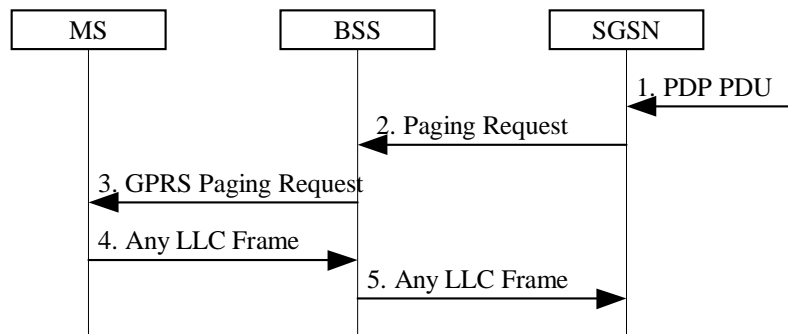 MS
BSS
SGSN
1. PDP PDU
2. Paging Request
3. GPRS Paging Request
4. Any LLC Frame
5. Any LLC Frame